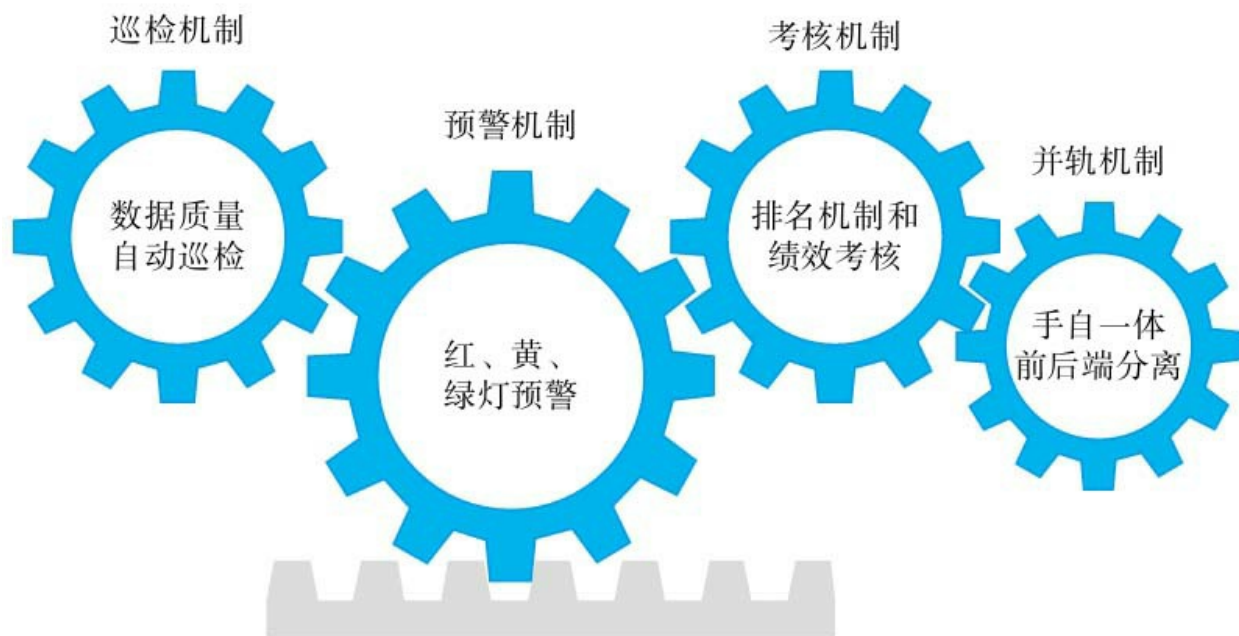 巡检机制
数据质量
自动巡检
预警机制
红、黄、
绿灯预警
考核机制
排名机制和
绩效考核
并轨机制
手自一体
前后端分离